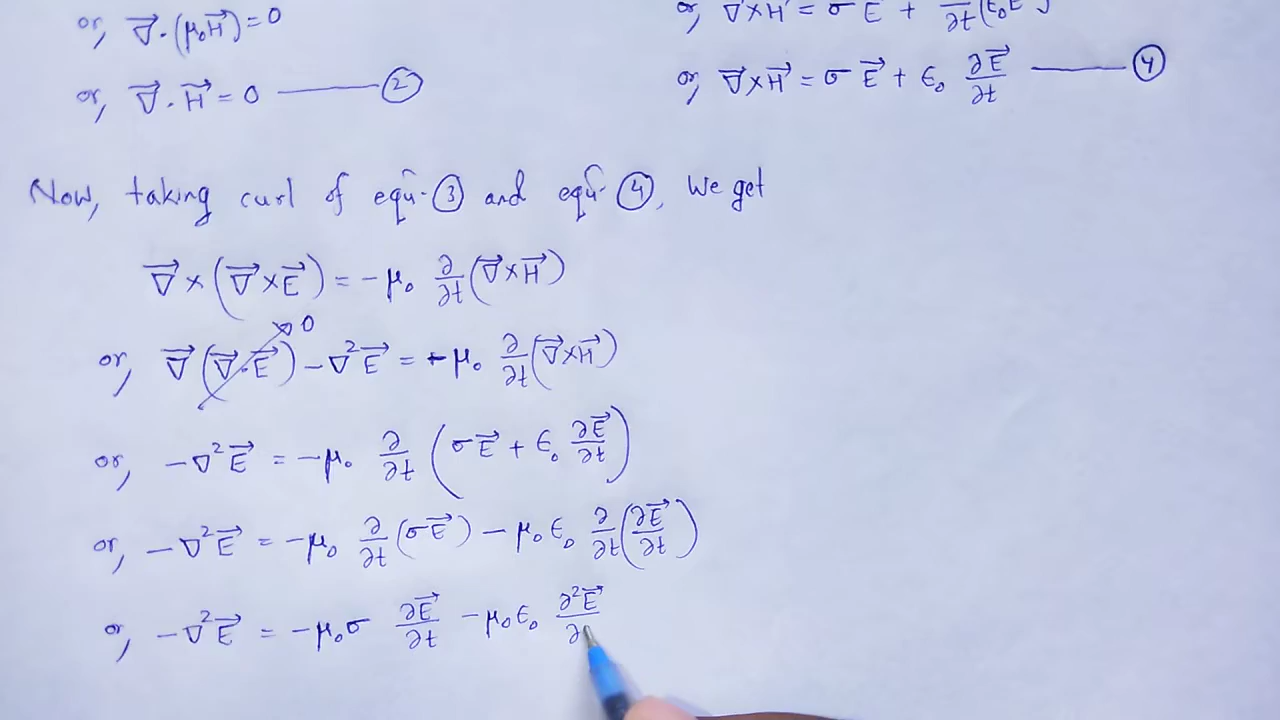 or, ∇⃗·(μ₀H⃗) = 0
or, ∇⃗·H⃗ = 0 —— ②
or, ∇×H = σE + ∂/∂t(ϵ₀E)
or, ∇⃗×H⃗ = σE⃗ + ϵ₀ ∂E⃗/∂t —— ④
Now, taking curl of equn-③ and equn-④, We get
∇⃗×(∇⃗×E⃗) = -μ₀ ∂/∂t(∇⃗×H⃗)
or, ∇⃗(∇⃗·E⃗)↗0 - ∇²E⃗ = -μ₀ ∂/∂t(∇⃗×H⃗)
or, -∇²E⃗ = -μ₀ ∂/∂t(σE⃗ + ϵ₀ ∂E⃗/∂t)
or, -∇²E⃗ = -μ₀ ∂/∂t(σE⃗) - μ₀ϵ₀ ∂/∂t(∂E⃗/∂t)
or, -∇²E⃗ = -μ₀σ ∂E⃗/∂t - μ₀ϵ₀ ∂²E⃗/∂